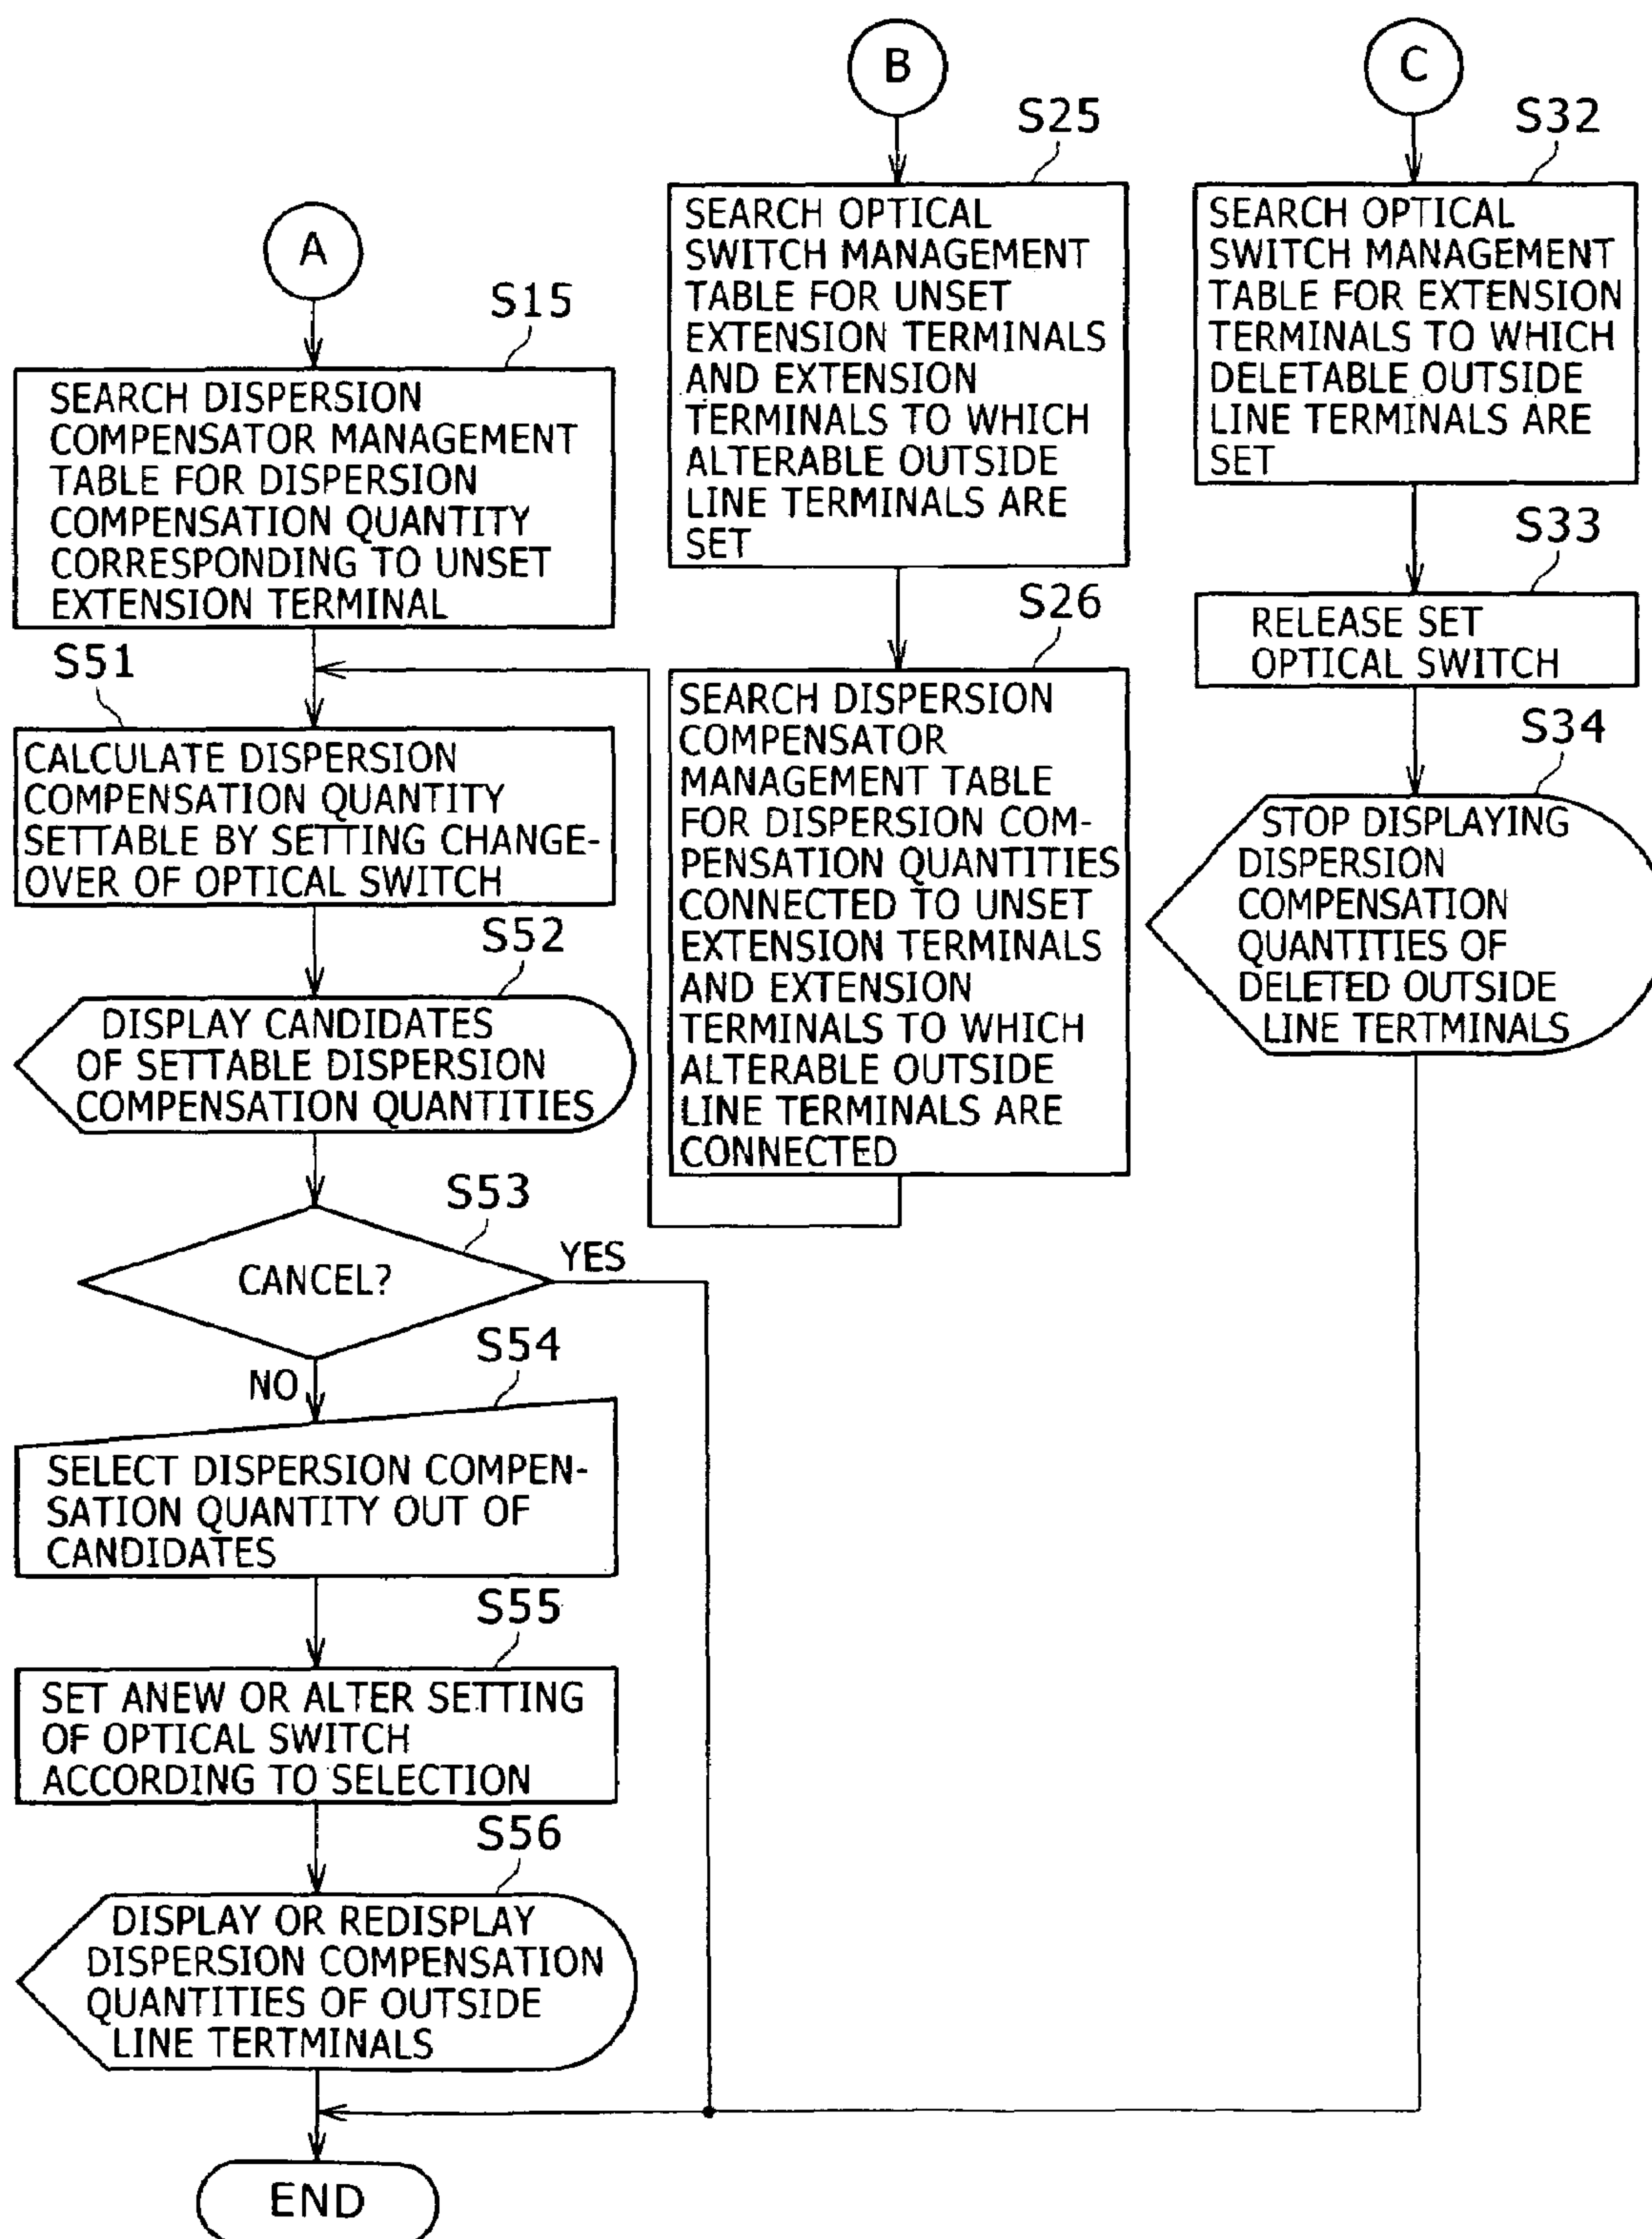 A
S15
SEARCH DISPERSION
COMPENSATOR MANAGEMENT
TABLE FOR DISPERSION
COMPENSATION QUANTITY
CORRESPONDING TO UNSET
EXTENSION TERMINAL
S51
CALCULATE DISPERSION
COMPENSATION QUANTITY
SETTABLE BY SETTING CHANGE-
OVER OF OPTICAL SWITCH
S52
DISPLAY CANDIDATES
OF SETTABLE DISPERSION
COMPENSATION QUANTITIES
S53
CANCEL?
YES
NO
S54
SELECT DISPERSION COMPEN-
SATION QUANTITY OUT OF
CANDIDATES
S55
SET ANEW OR ALTER SETTING
OF OPTICAL SWITCH
ACCORDING TO SELECTION
S56
DISPLAY OR REDISPLAY
DISPERSION COMPENSATION
QUANTITIES OF OUTSIDE
LINE TERTMINALS
END
B
S25
SEARCH OPTICAL
SWITCH MANAGEMENT
TABLE FOR UNSET
EXTENSION TERMINALS
AND EXTENSION
TERMINALS TO WHICH
ALTERABLE OUTSIDE
LINE TERMINALS ARE
SET
S26
SEARCH DISPERSION
COMPENSATOR
MANAGEMENT TABLE
FOR DISPERSION COM-
PENSATION QUANTITIES
CONNECTED TO UNSET
EXTENSION TERMINALS
AND EXTENSION
TERMINALS TO WHICH
ALTERABLE OUTSIDE
LINE TERMINALS ARE
CONNECTED
C
S32
SEARCH OPTICAL
SWITCH MANAGEMENT
TABLE FOR EXTENSION
TERMINALS TO WHICH
DELETABLE OUTSIDE
LINE TERMINALS ARE
SET
S33
RELEASE SET
OPTICAL SWITCH
S34
STOP DISPLAYING
DISPERSION
COMPENSATION
QUANTITIES OF
DELETED OUTSIDE
LINE TERTMINALS